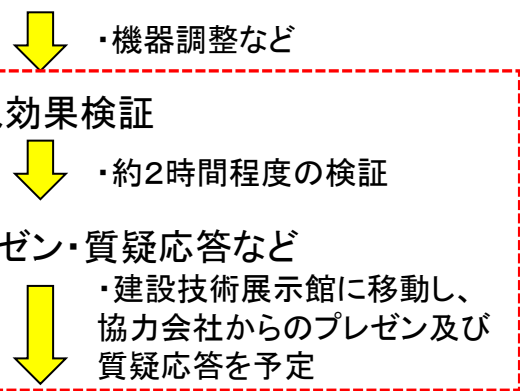 ・機器調整など
効果検証
・約2時間程度の検証
ゼン・質疑応答など
・建設技術展示館に移動し、
協力会社からのプレゼン及び
質疑応答を予定